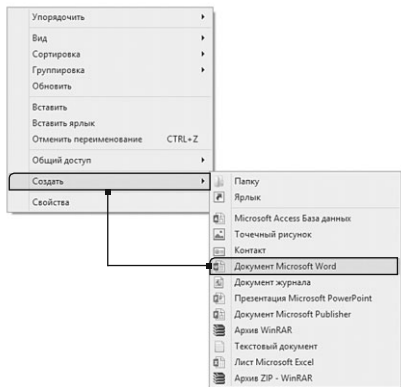 Упорядочить
Вид
Сортировка
Группировка
Обновить
Вставить
Вставить ярлык
Отменить переименование CTRL+Z
Общий доступ
Создать
Свойства
Папку
Ярлык
Microsoft Access База данных
Точечный рисунок
Контакт
Документ Microsoft Word
Документ журнала
Презентация Microsoft PowerPoint
Документ Microsoft Publisher
Архив WinRAR
Текстовый документ
Лист Microsoft Excel
Архив ZIP - WinRAR